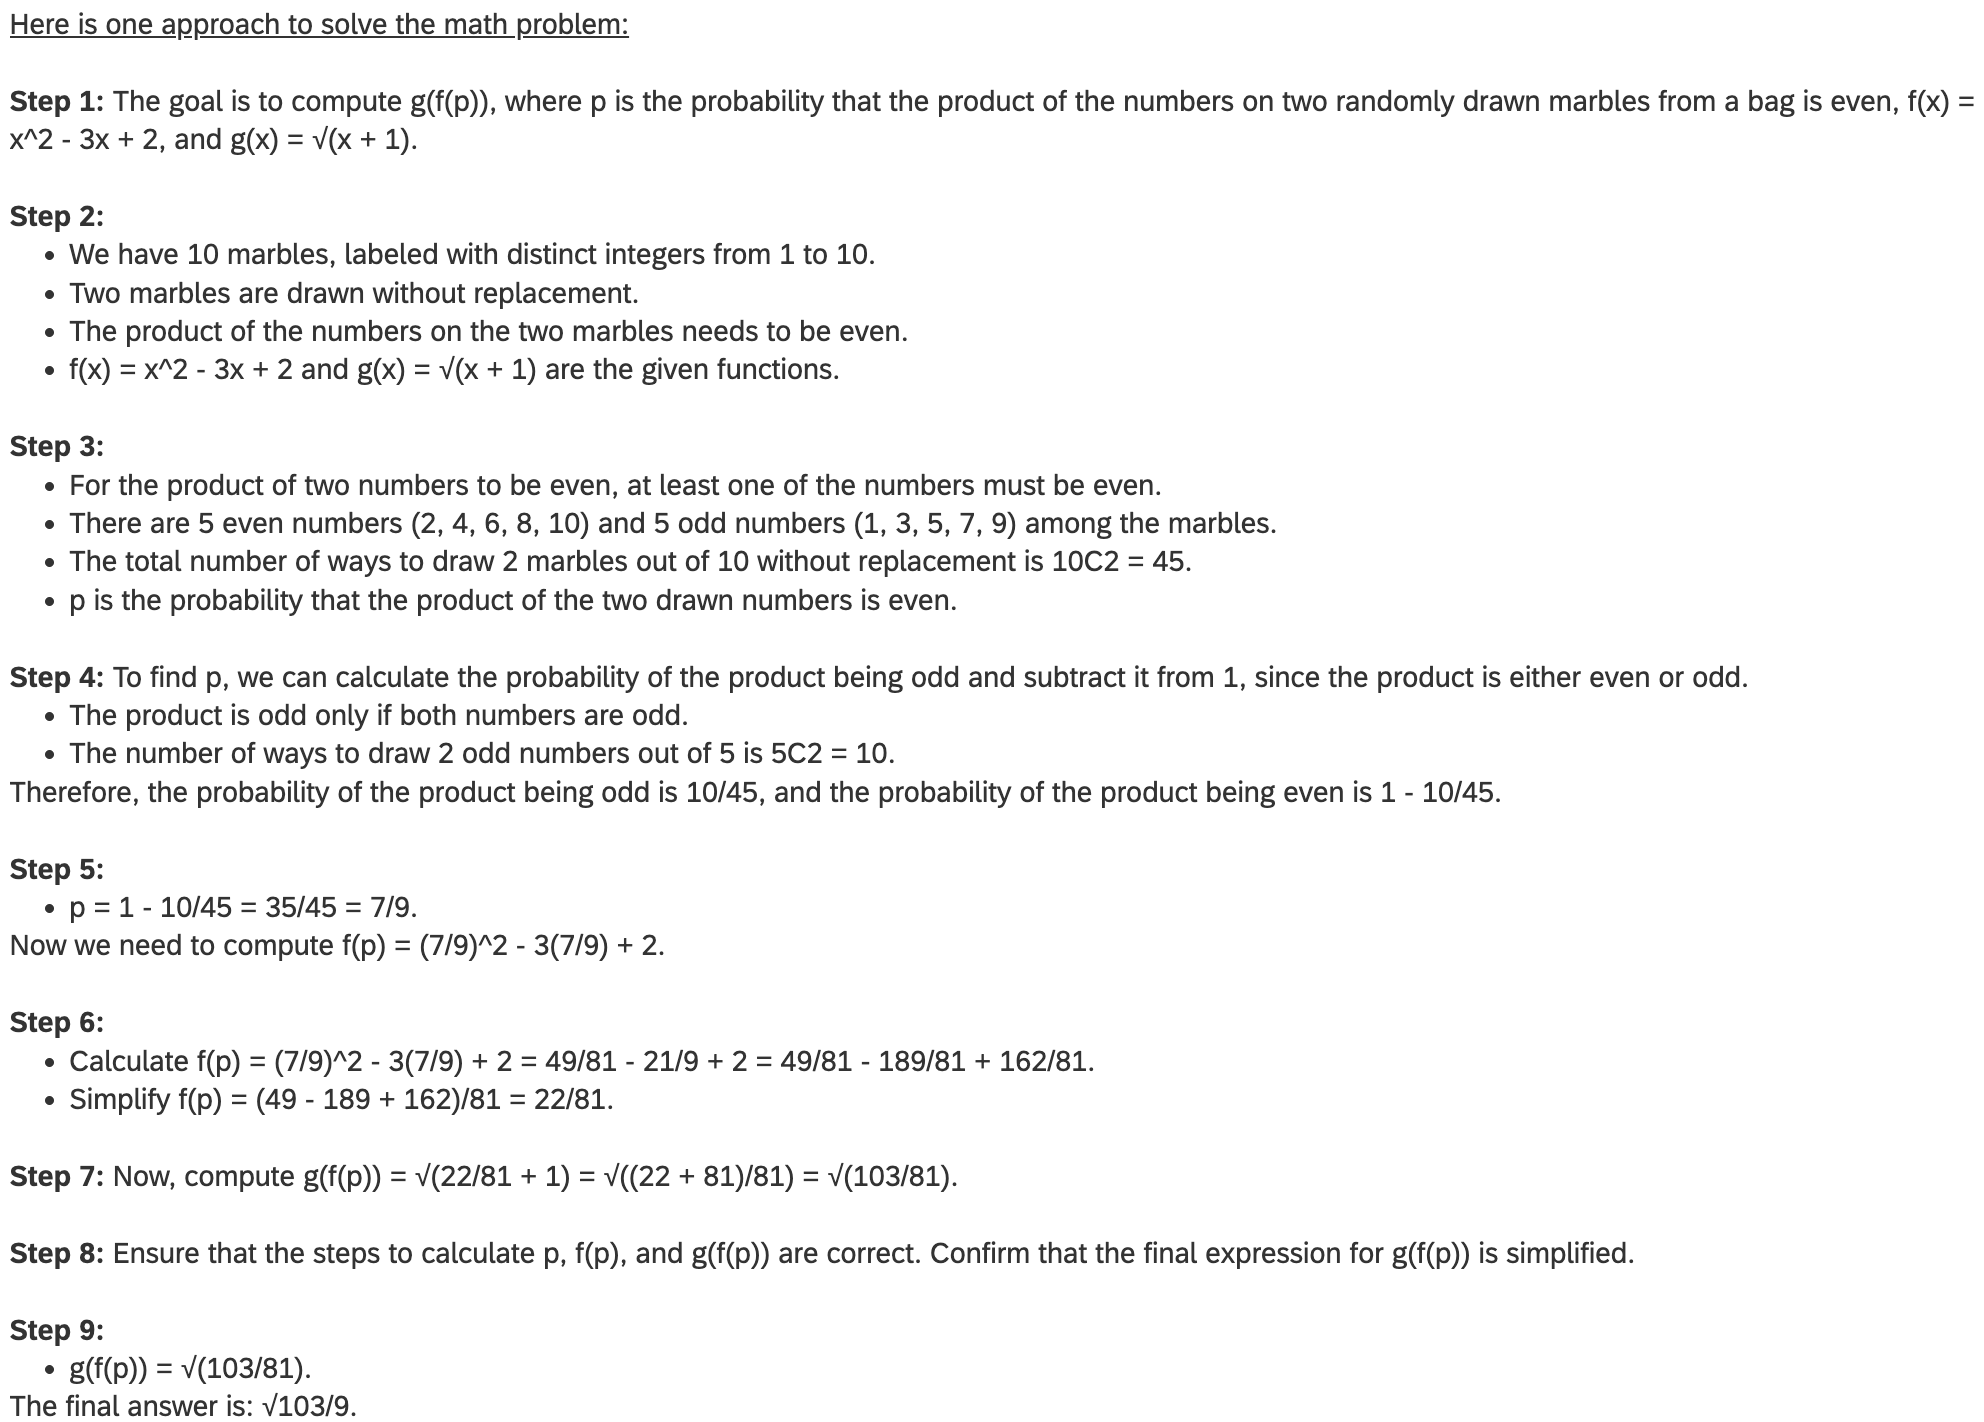 Here is one approach to solve the math problem:
Step 1: The goal is to compute g(f(p)), where p is the probability that the product of the numbers on two randomly drawn marbles from a bag is even, f(x) =
x^2 - 3x + 2, and g(x) = √(x + 1).
Step 2:
• We have 10 marbles, labeled with distinct integers from 1 to 10.
• Two marbles are drawn without replacement.
• The product of the numbers on the two marbles needs to be even.
• f(x) = x^2 - 3x + 2 and g(x) = √(x + 1) are the given functions.
Step 3:
• For the product of two numbers to be even, at least one of the numbers must be even.
• There are 5 even numbers (2, 4, 6, 8, 10) and 5 odd numbers (1, 3, 5, 7, 9) among the marbles.
• The total number of ways to draw 2 marbles out of 10 without replacement is 10C2 = 45.
• p is the probability that the product of the two drawn numbers is even.
Step 4: To find p, we can calculate the probability of the product being odd and subtract it from 1, since the product is either even or odd.
• The product is odd only if both numbers are odd.
• The number of ways to draw 2 odd numbers out of 5 is 5C2 = 10.
Therefore, the probability of the product being odd is 10/45, and the probability of the product being even is 1 - 10/45.
Step 5:
• p = 1 - 10/45 = 35/45 = 7/9.
Now we need to compute f(p) = (7/9)^2 - 3(7/9) + 2.
Step 6:
• Calculate f(p) = (7/9)^2 - 3(7/9) + 2 = 49/81 - 21/9 + 2 = 49/81 - 189/81 + 162/81.
• Simplify f(p) = (49 - 189 + 162)/81 = 22/81.
Step 7: Now, compute g(f(p)) = √(22/81 + 1) = √((22 + 81)/81) = √(103/81).
Step 8: Ensure that the steps to calculate p, f(p), and g(f(p)) are correct. Confirm that the final expression for g(f(p)) is simplified.
Step 9:
• g(f(p)) = √(103/81).
The final answer is: √103/9.